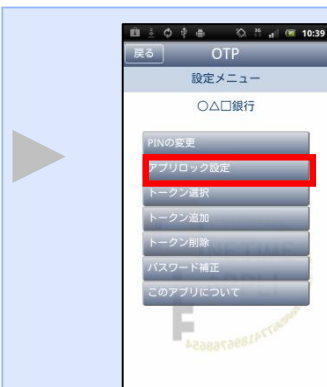 10:39
戻る OTP
設定メニュー
○△□銀行
PINの変更
アプリロック設定
トークン選択
トークン追加
トークン削除
パスワード補正
このアプリについて